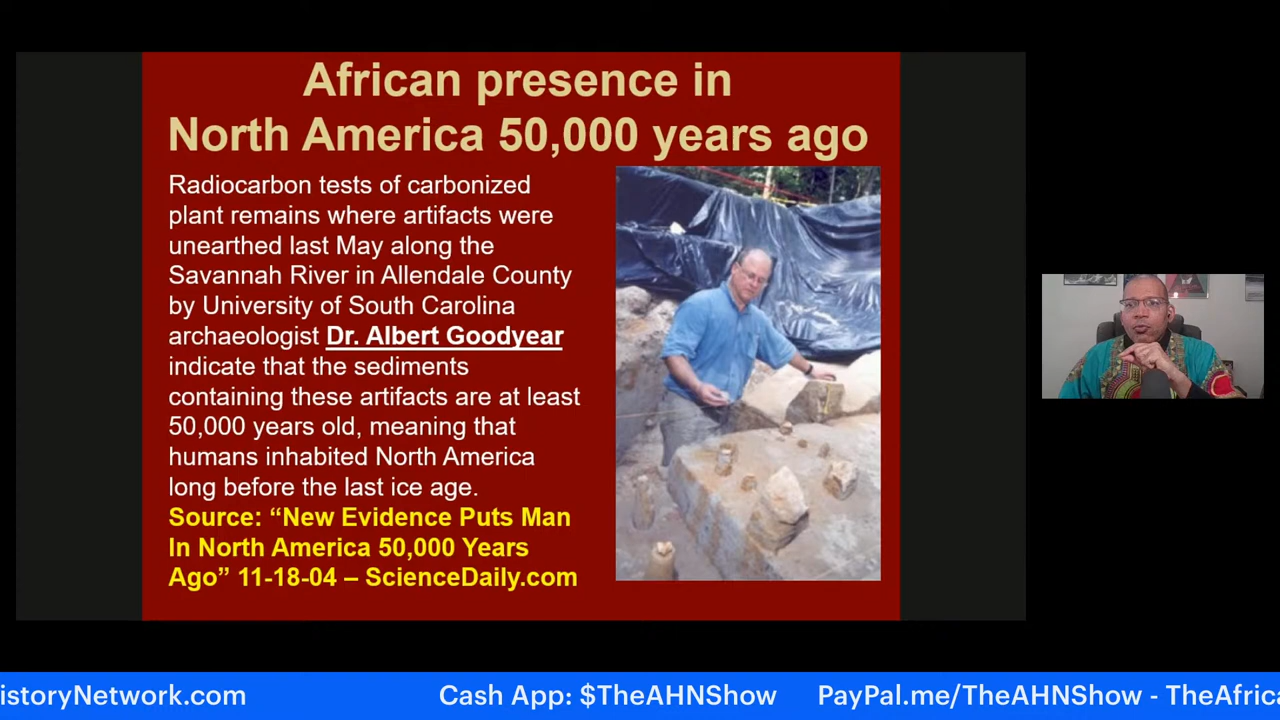 African presence in
North America 50,000 years ago
Radiocarbon tests of carbonized
plant remains where artifacts were
unearthed last May along the
Savannah River in Allendale County
by University of South Carolina
archaeologist Dr. Albert Goodyear
indicate that the sediments
containing these artifacts are at least
50,000 years old, meaning that
humans inhabited North America
long before the last ice age.
Source: “New Evidence Puts Man
In North America 50,000 Years
Ago” 11-18-04 – ScienceDaily.com
istoryNetwork.com Cash App: $TheAHNShow PayPal.me/TheAHNShow - TheAfrica